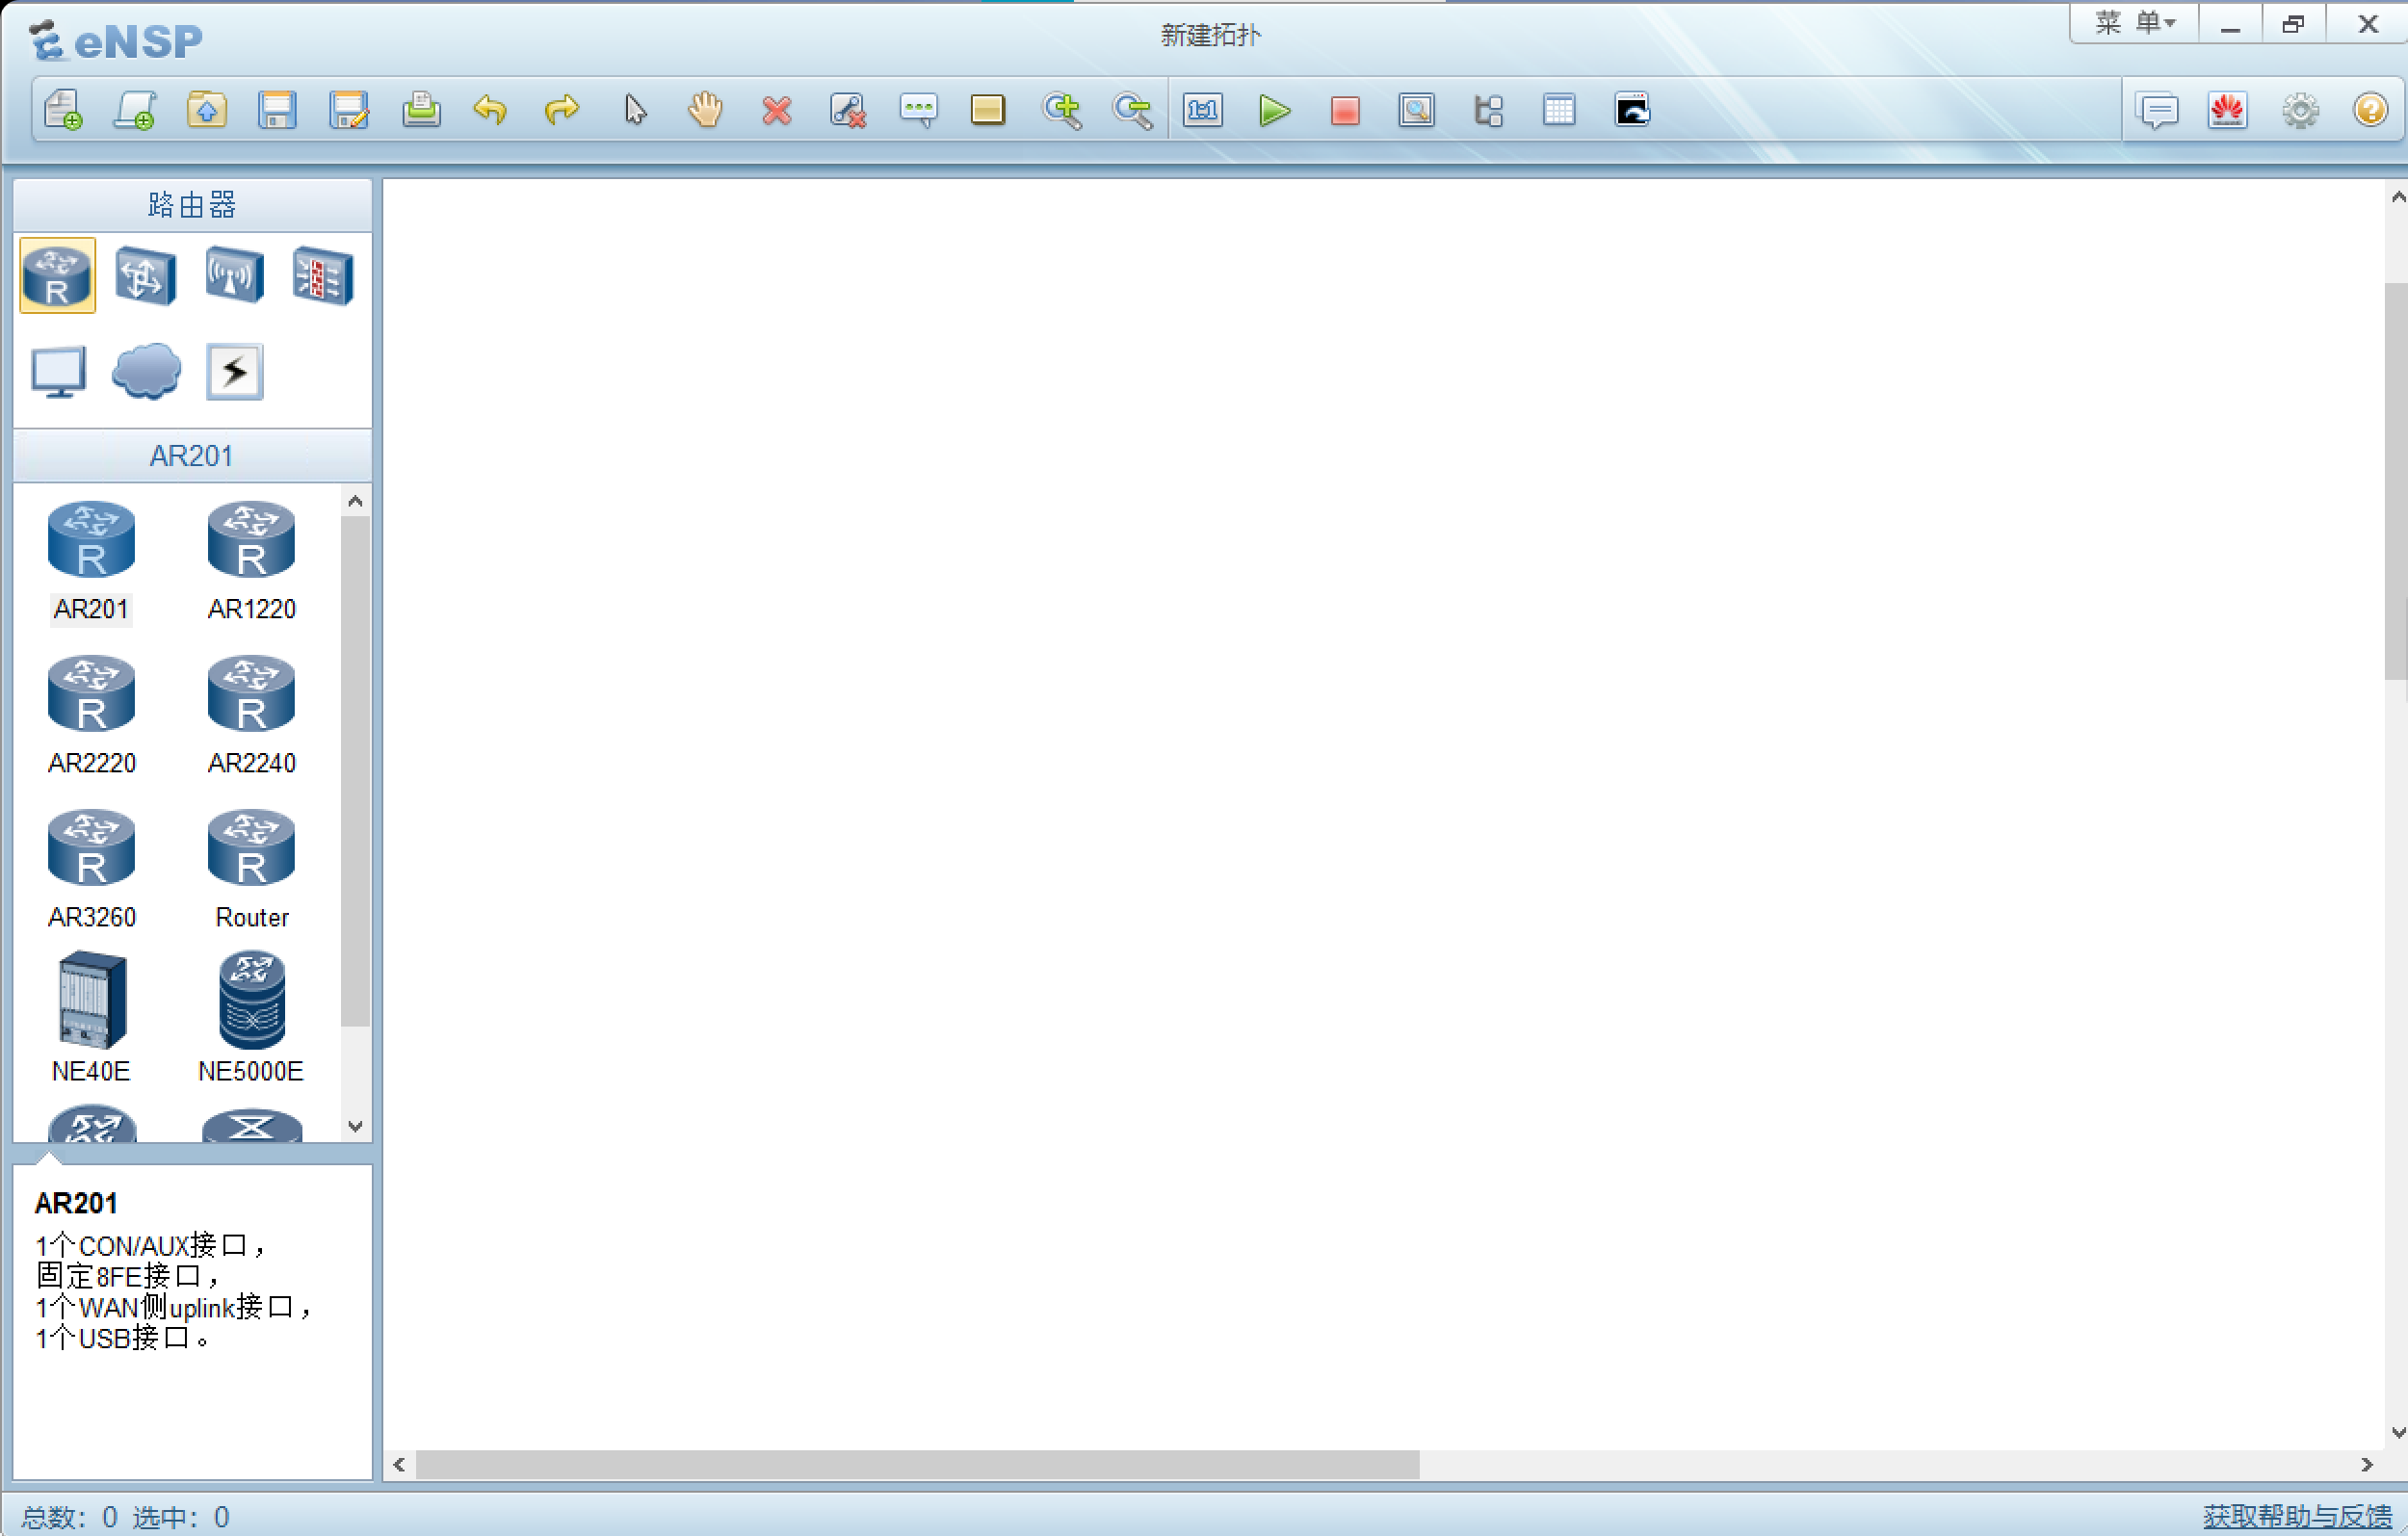 eNSP
新建拓扑
菜 单
1:1
路由器
R
AR201
R R
AR201 AR1220
R R
AR2220 AR2240
R R
AR3260 Router
NE40E NE5000E
AR201
1个CON/AUX接口，
固定8FE接口，
1个WAN侧uplink接口，
1个USB接口。
总数：0 选中：0
获取帮助与反馈